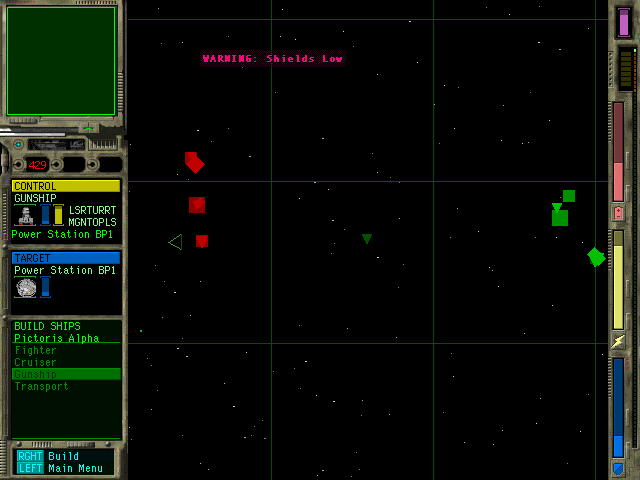 WARNING: Shields Low
429
CONTROL
GUNSHIP
LSRTURRT
MGNTOPLS
Power Station BP1
TARGET
Power Station BP1
BUILD SHIPS
Pictoris Alpha
Fighter
Cruiser
Gunship
Transport
RGHT Build
LEFT Main Menu